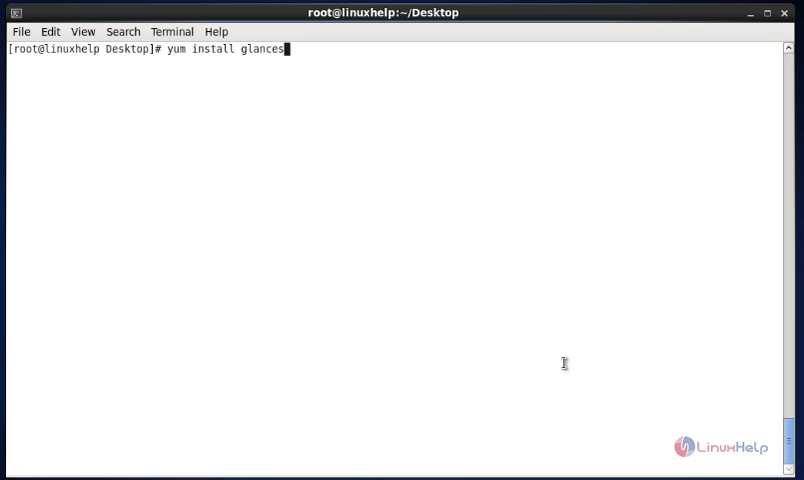 root@linuxhelp:~/Desktop
File Edit View Search Terminal Help
[root@linuxhelp Desktop]# yum install glances
LinuxHelp